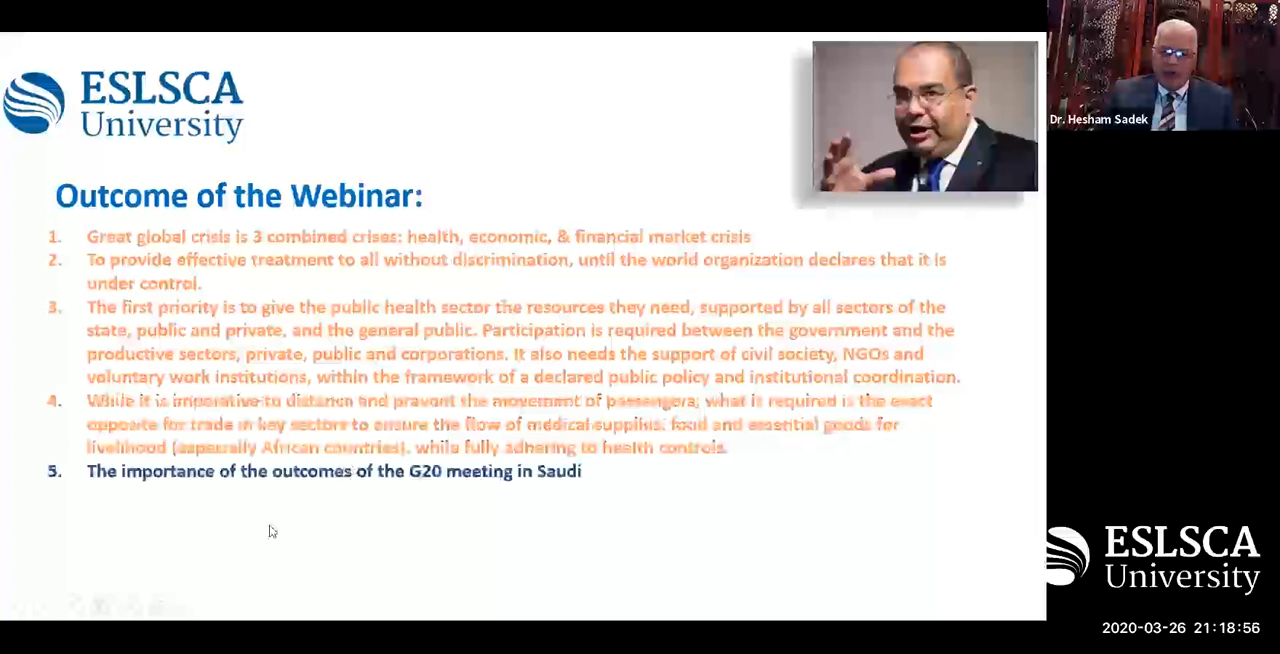 ESLSCA
University
Dr. Hesham Sadek
Outcome of the Webinar:
1. Great global crisis is 3 combined crises: health, economic, & financial market crisis
2. To provide effective treatment to all without discrimination, until the world organization declares that it is
under control.
3. The first priority is to give the public health sector the resources they need, supported by all sectors of the
state, public and private, and the general public. Participation is required between the government and the
productive sectors, private, public and corporations. It also needs the support of civil society, NGOs and
voluntary work institutions, within the framework of a declared public policy and institutional coordination.
4. While it is imperative to distance and prevent the movement of passengers, what is required is the exact
opposite for trade in key sectors to ensure the flow of medical supplies, food and essential goods for
livelihood (especially African countries), while fully adhering to health controls.
5. The importance of the outcomes of the G20 meeting in Saudi
ESLSCA
University
2020-03-26 21:18:56